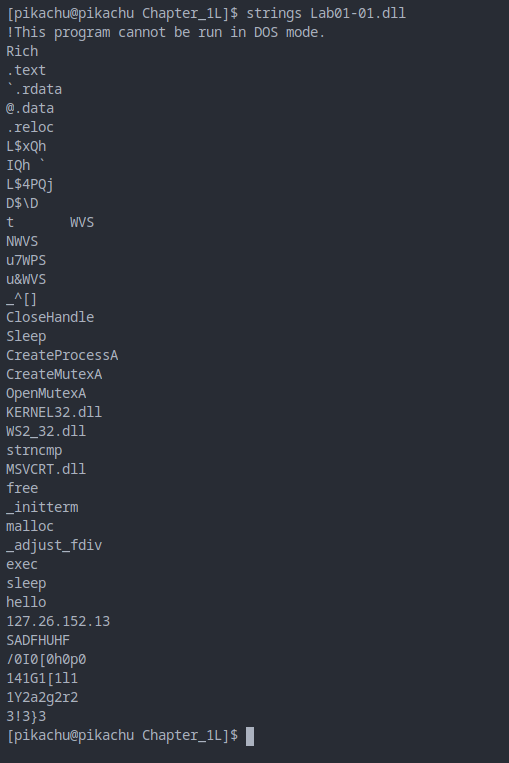 [pikachu@pikachu Chapter_1L]$ strings Lab01-01.dll
!This program cannot be run in DOS mode.
Rich
.text
`.rdata
@.data
.reloc
L$xQh
IQh `
L$4PQj
D$\D
t       WVS
NWVS
u7WPS
u&WVS
_^[]
CloseHandle
Sleep
CreateProcessA
CreateMutexA
OpenMutexA
KERNEL32.dll
WS2_32.dll
strncmp
MSVCRT.dll
free
_initterm
malloc
_adjust_fdiv
exec
sleep
hello
127.26.152.13
SADFHUHF
/0I0[0h0p0
141G1[1l1
1Y2a2g2r2
3!3}3
[pikachu@pikachu Chapter_1L]$